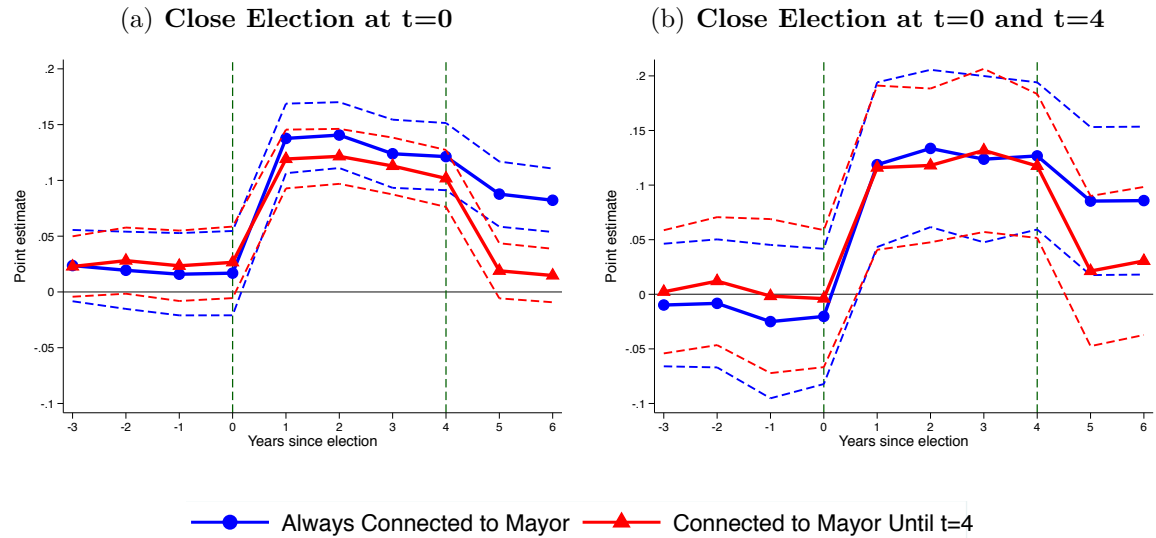 (a) Close Election at t=0
Point estimate
.2
.15
.1
.05
0
-.05
-.1
-3 -2 -1 0 1 2 3 4 5 6
Years since election
(b) Close Election at t=0 and t=4
Point estimate
.2
.15
.1
.05
0
-.05
-.1
-3 -2 -1 0 1 2 3 4 5 6
Years since election
Always Connected to Mayor Connected to Mayor Until t=4